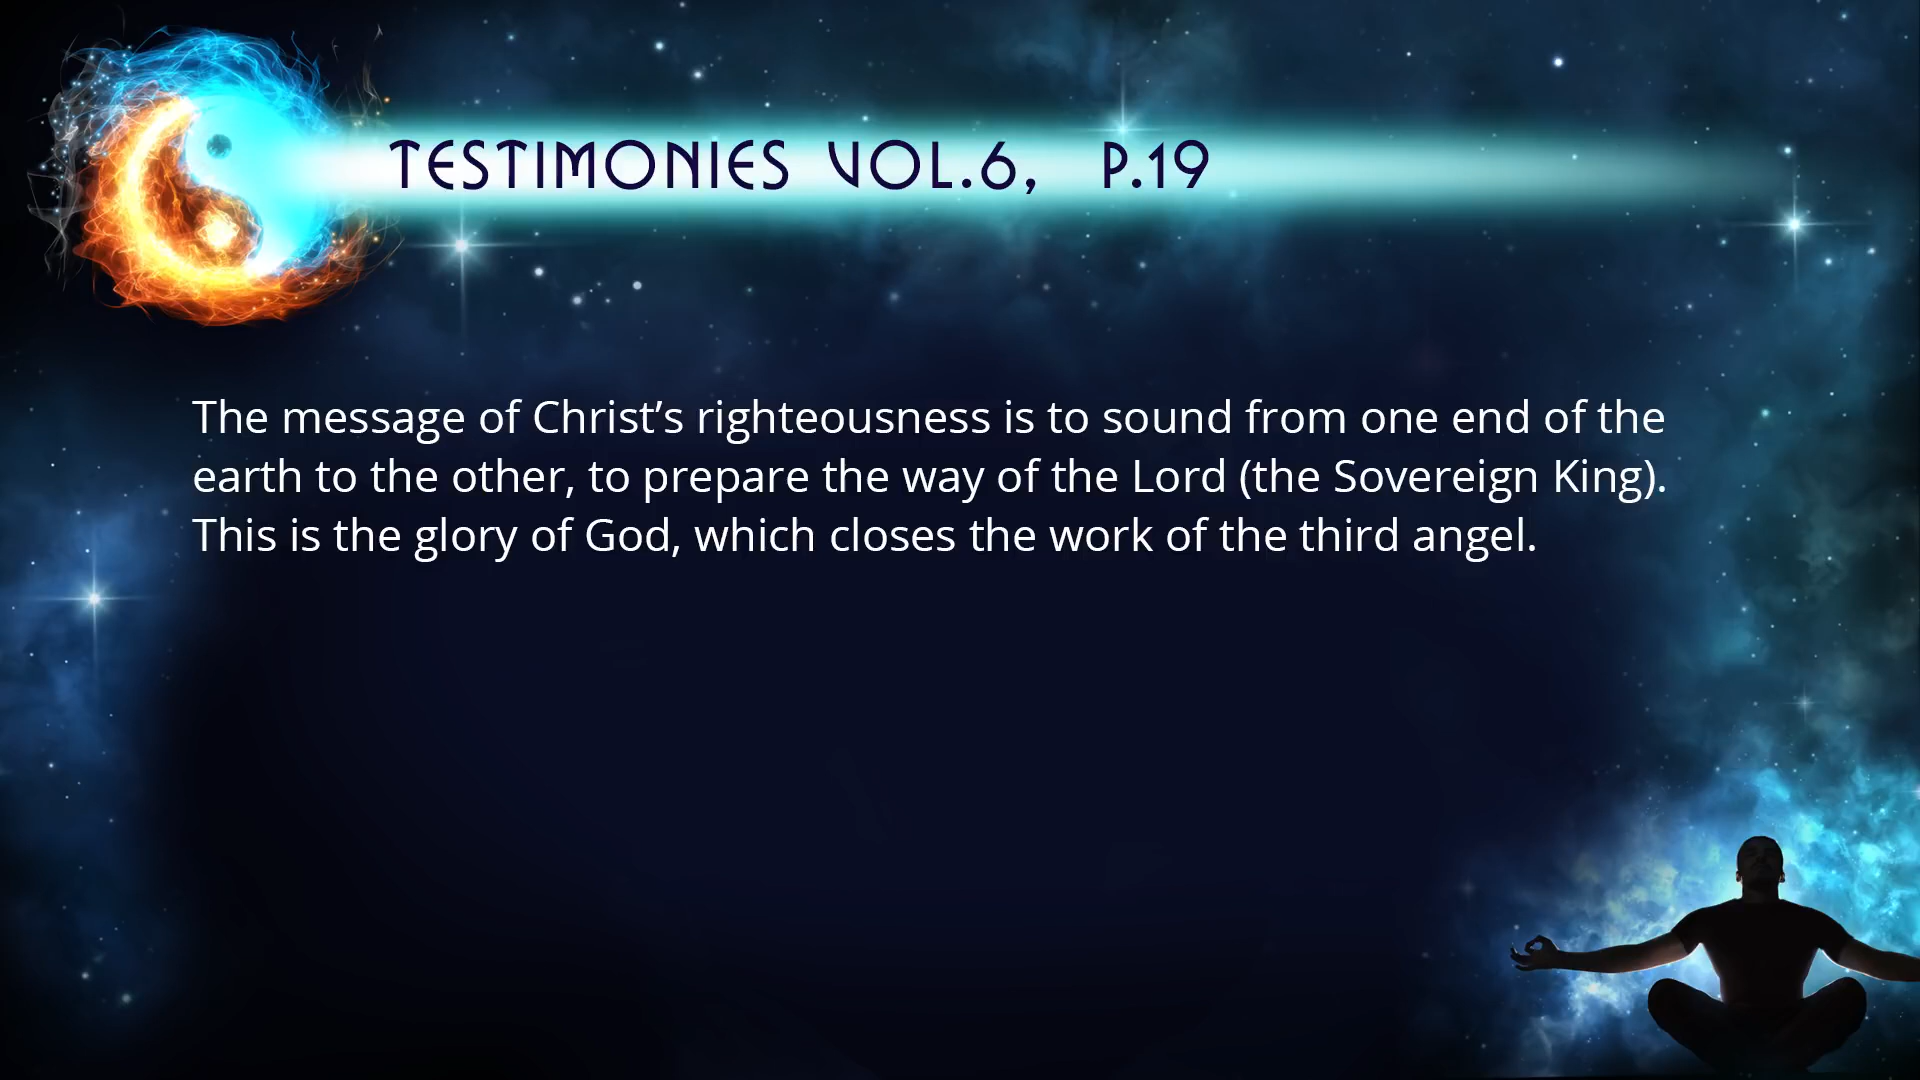 TESTIMONIES VOL.6, P.19
The message of Christ’s righteousness is to sound from one end of the
earth to the other, to prepare the way of the Lord (the Sovereign King).
This is the glory of God, which closes the work of the third angel.